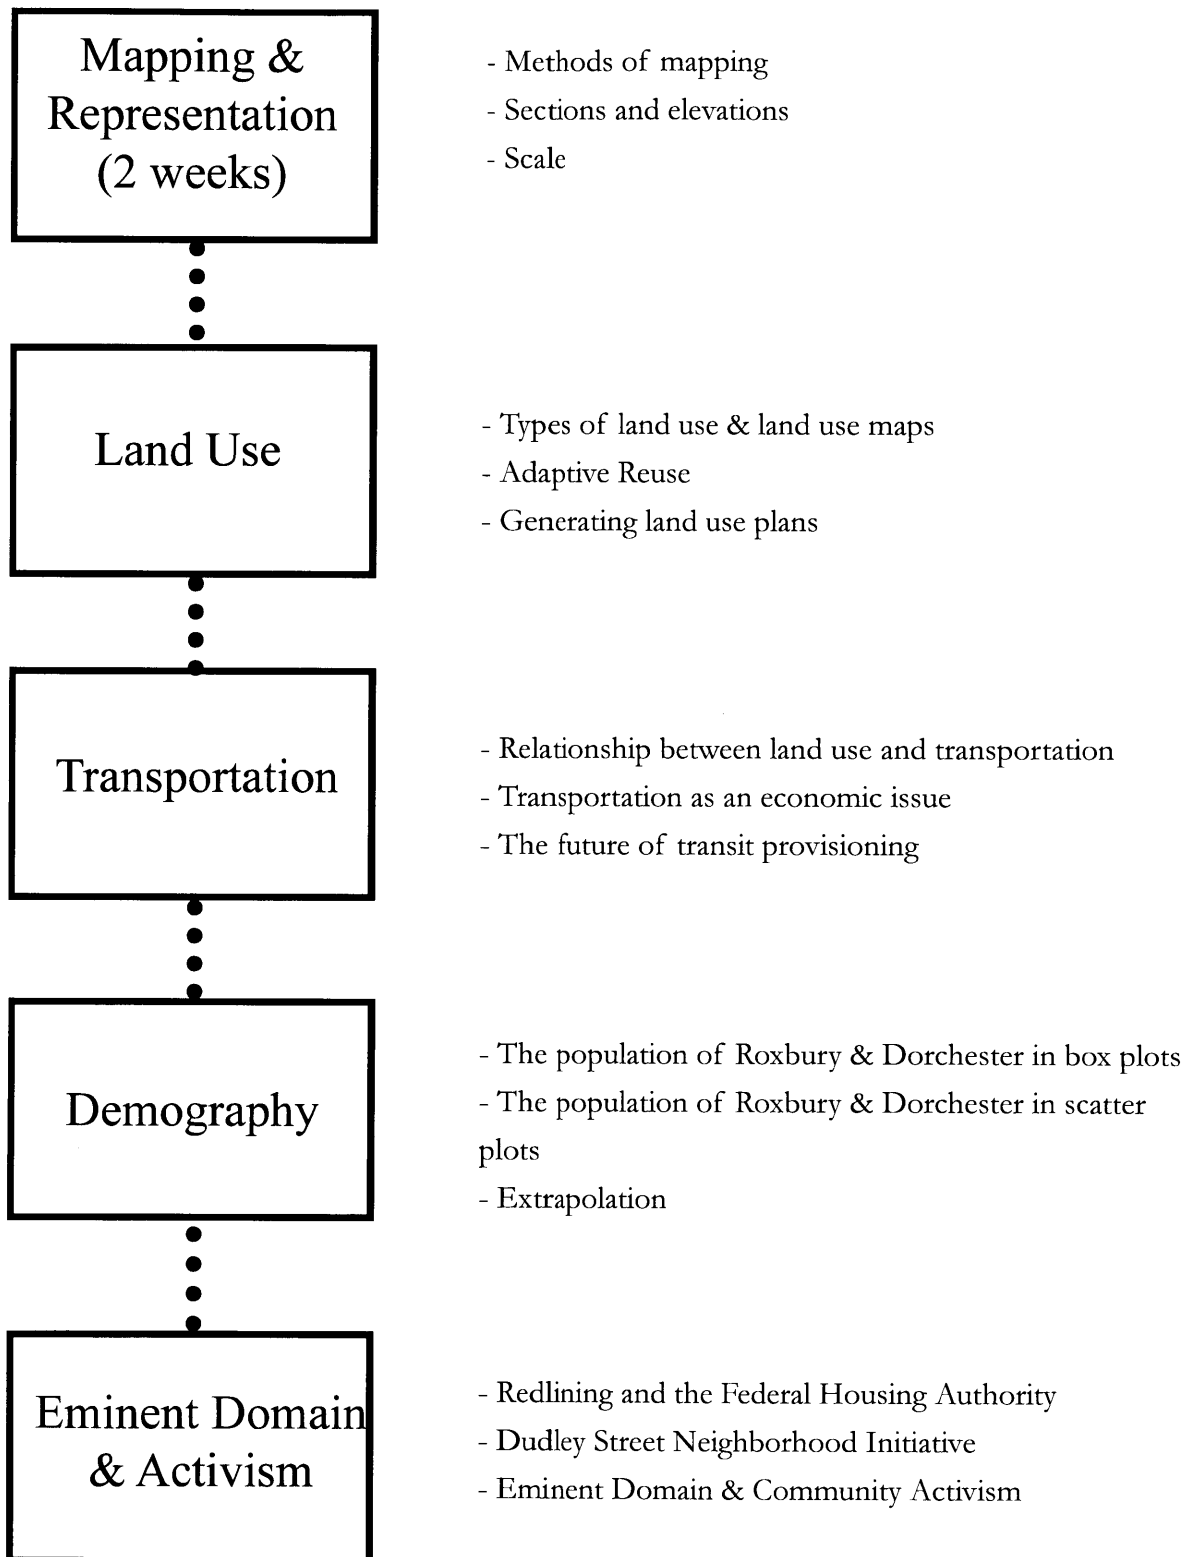 Mapping &
Representation
(2 weeks)
- Methods of mapping
- Sections and elevations
- Scale
Land Use
- Types of land use & land use maps
- Adaptive Reuse
- Generating land use plans
Transportation
- Relationship between land use and transportation
- Transportation as an economic issue
- The future of transit provisioning
Demography
- The population of Roxbury & Dorchester in box plots
- The population of Roxbury & Dorchester in scatter
plots
- Extrapolation
Eminent Domain
& Activism
- Redlining and the Federal Housing Authority
- Dudley Street Neighborhood Initiative
- Eminent Domain & Community Activism